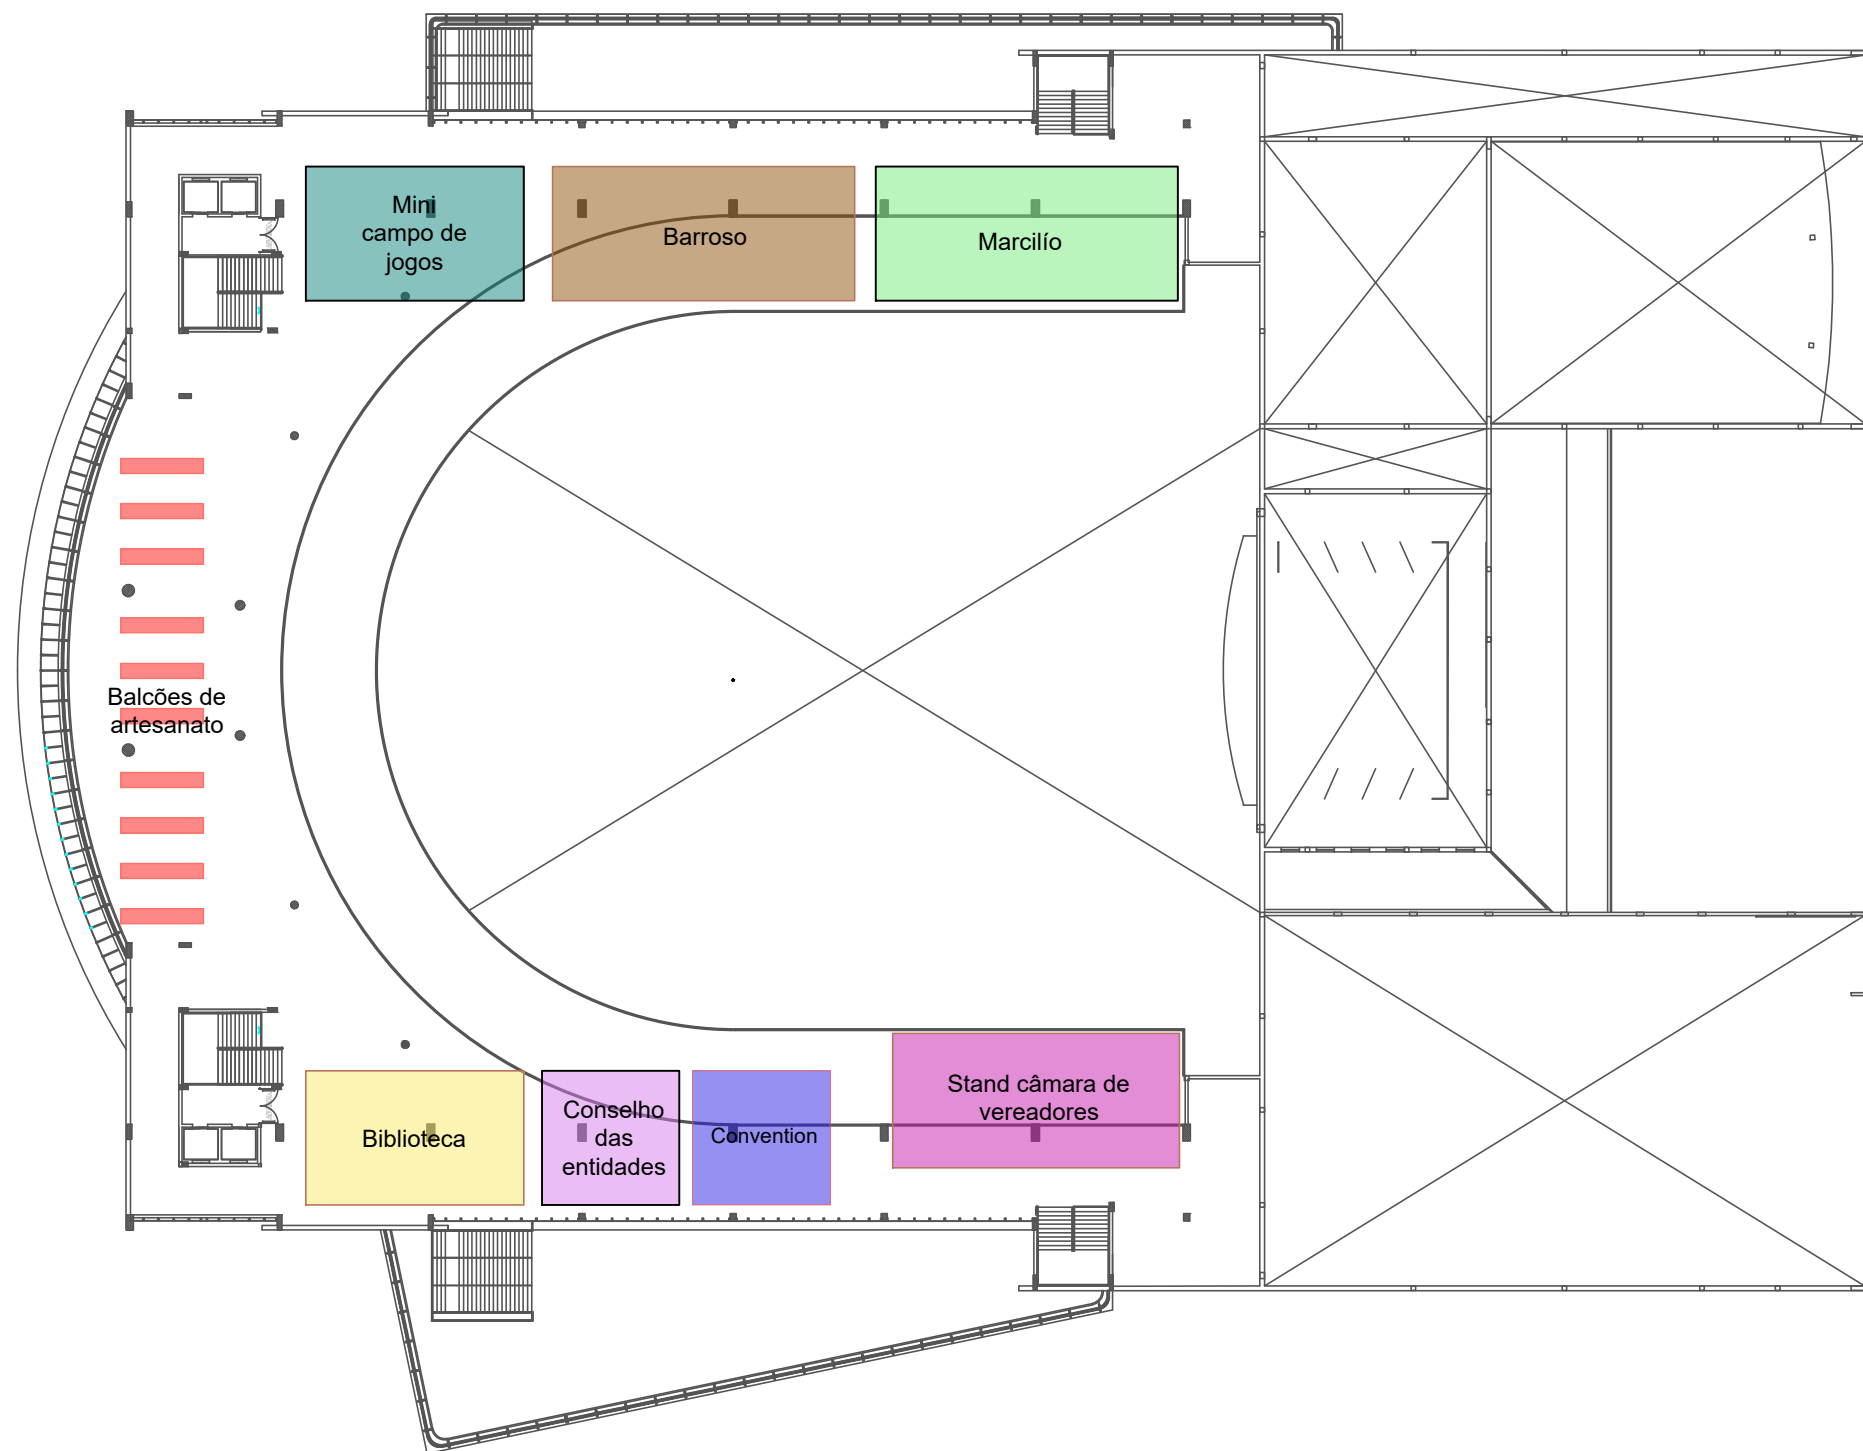 Mini
campo de
jogos
Barroso
Marcilío
Balcões de
artesanato
Biblioteca
Conselho
das
entidades
Convention
Stand câmara de
vereadores